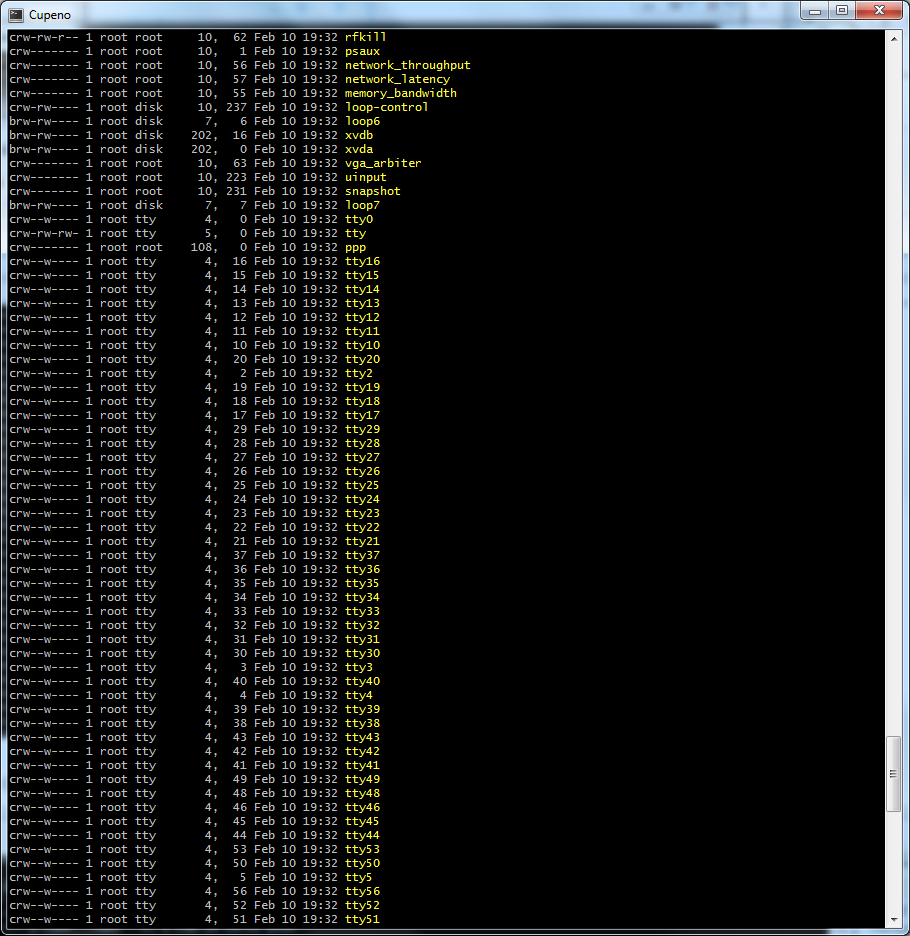 Cupeno
crw-rw-r-- 1 root root     10,  62 Feb 10 19:32 rfkill
crw------- 1 root root     10,   1 Feb 10 19:32 psaux
crw------- 1 root root     10,  56 Feb 10 19:32 network_throughput
crw------- 1 root root     10,  57 Feb 10 19:32 network_latency
crw------- 1 root root     10,  55 Feb 10 19:32 memory_bandwidth
crw-rw---- 1 root disk     10, 237 Feb 10 19:32 loop-control
brw-rw---- 1 root disk      7,   6 Feb 10 19:32 loop6
brw-rw---- 1 root disk    202,  16 Feb 10 19:32 xvdb
brw-rw---- 1 root disk    202,   0 Feb 10 19:32 xvda
crw------- 1 root root     10,  63 Feb 10 19:32 vga_arbiter
crw------- 1 root root     10, 223 Feb 10 19:32 uinput
crw------- 1 root root     10, 231 Feb 10 19:32 snapshot
brw-rw---- 1 root disk      7,   7 Feb 10 19:32 loop7
crw--w---- 1 root tty       4,   0 Feb 10 19:32 tty0
crw-rw-rw- 1 root tty       5,   0 Feb 10 19:32 tty
crw------- 1 root root    108,   0 Feb 10 19:32 ppp
crw--w---- 1 root tty       4,  16 Feb 10 19:32 tty16
crw--w---- 1 root tty       4,  15 Feb 10 19:32 tty15
crw--w---- 1 root tty       4,  14 Feb 10 19:32 tty14
crw--w---- 1 root tty       4,  13 Feb 10 19:32 tty13
crw--w---- 1 root tty       4,  12 Feb 10 19:32 tty12
crw--w---- 1 root tty       4,  11 Feb 10 19:32 tty11
crw--w---- 1 root tty       4,  10 Feb 10 19:32 tty10
crw--w---- 1 root tty       4,  20 Feb 10 19:32 tty20
crw--w---- 1 root tty       4,   2 Feb 10 19:32 tty2
crw--w---- 1 root tty       4,  19 Feb 10 19:32 tty19
crw--w---- 1 root tty       4,  18 Feb 10 19:32 tty18
crw--w---- 1 root tty       4,  17 Feb 10 19:32 tty17
crw--w---- 1 root tty       4,  29 Feb 10 19:32 tty29
crw--w---- 1 root tty       4,  28 Feb 10 19:32 tty28
crw--w---- 1 root tty       4,  27 Feb 10 19:32 tty27
crw--w---- 1 root tty       4,  26 Feb 10 19:32 tty26
crw--w---- 1 root tty       4,  25 Feb 10 19:32 tty25
crw--w---- 1 root tty       4,  24 Feb 10 19:32 tty24
crw--w---- 1 root tty       4,  23 Feb 10 19:32 tty23
crw--w---- 1 root tty       4,  22 Feb 10 19:32 tty22
crw--w---- 1 root tty       4,  21 Feb 10 19:32 tty21
crw--w---- 1 root tty       4,  37 Feb 10 19:32 tty37
crw--w---- 1 root tty       4,  36 Feb 10 19:32 tty36
crw--w---- 1 root tty       4,  35 Feb 10 19:32 tty35
crw--w---- 1 root tty       4,  34 Feb 10 19:32 tty34
crw--w---- 1 root tty       4,  33 Feb 10 19:32 tty33
crw--w---- 1 root tty       4,  32 Feb 10 19:32 tty32
crw--w---- 1 root tty       4,  31 Feb 10 19:32 tty31
crw--w---- 1 root tty       4,  30 Feb 10 19:32 tty30
crw--w---- 1 root tty       4,   3 Feb 10 19:32 tty3
crw--w---- 1 root tty       4,  40 Feb 10 19:32 tty40
crw--w---- 1 root tty       4,   4 Feb 10 19:32 tty4
crw--w---- 1 root tty       4,  39 Feb 10 19:32 tty39
crw--w---- 1 root tty       4,  38 Feb 10 19:32 tty38
crw--w---- 1 root tty       4,  43 Feb 10 19:32 tty43
crw--w---- 1 root tty       4,  42 Feb 10 19:32 tty42
crw--w---- 1 root tty       4,  41 Feb 10 19:32 tty41
crw--w---- 1 root tty       4,  49 Feb 10 19:32 tty49
crw--w---- 1 root tty       4,  48 Feb 10 19:32 tty48
crw--w---- 1 root tty       4,  46 Feb 10 19:32 tty46
crw--w---- 1 root tty       4,  45 Feb 10 19:32 tty45
crw--w---- 1 root tty       4,  44 Feb 10 19:32 tty44
crw--w---- 1 root tty       4,  53 Feb 10 19:32 tty53
crw--w---- 1 root tty       4,  50 Feb 10 19:32 tty50
crw--w---- 1 root tty       4,   5 Feb 10 19:32 tty5
crw--w---- 1 root tty       4,  56 Feb 10 19:32 tty56
crw--w---- 1 root tty       4,  52 Feb 10 19:32 tty52
crw--w---- 1 root tty       4,  51 Feb 10 19:32 tty51